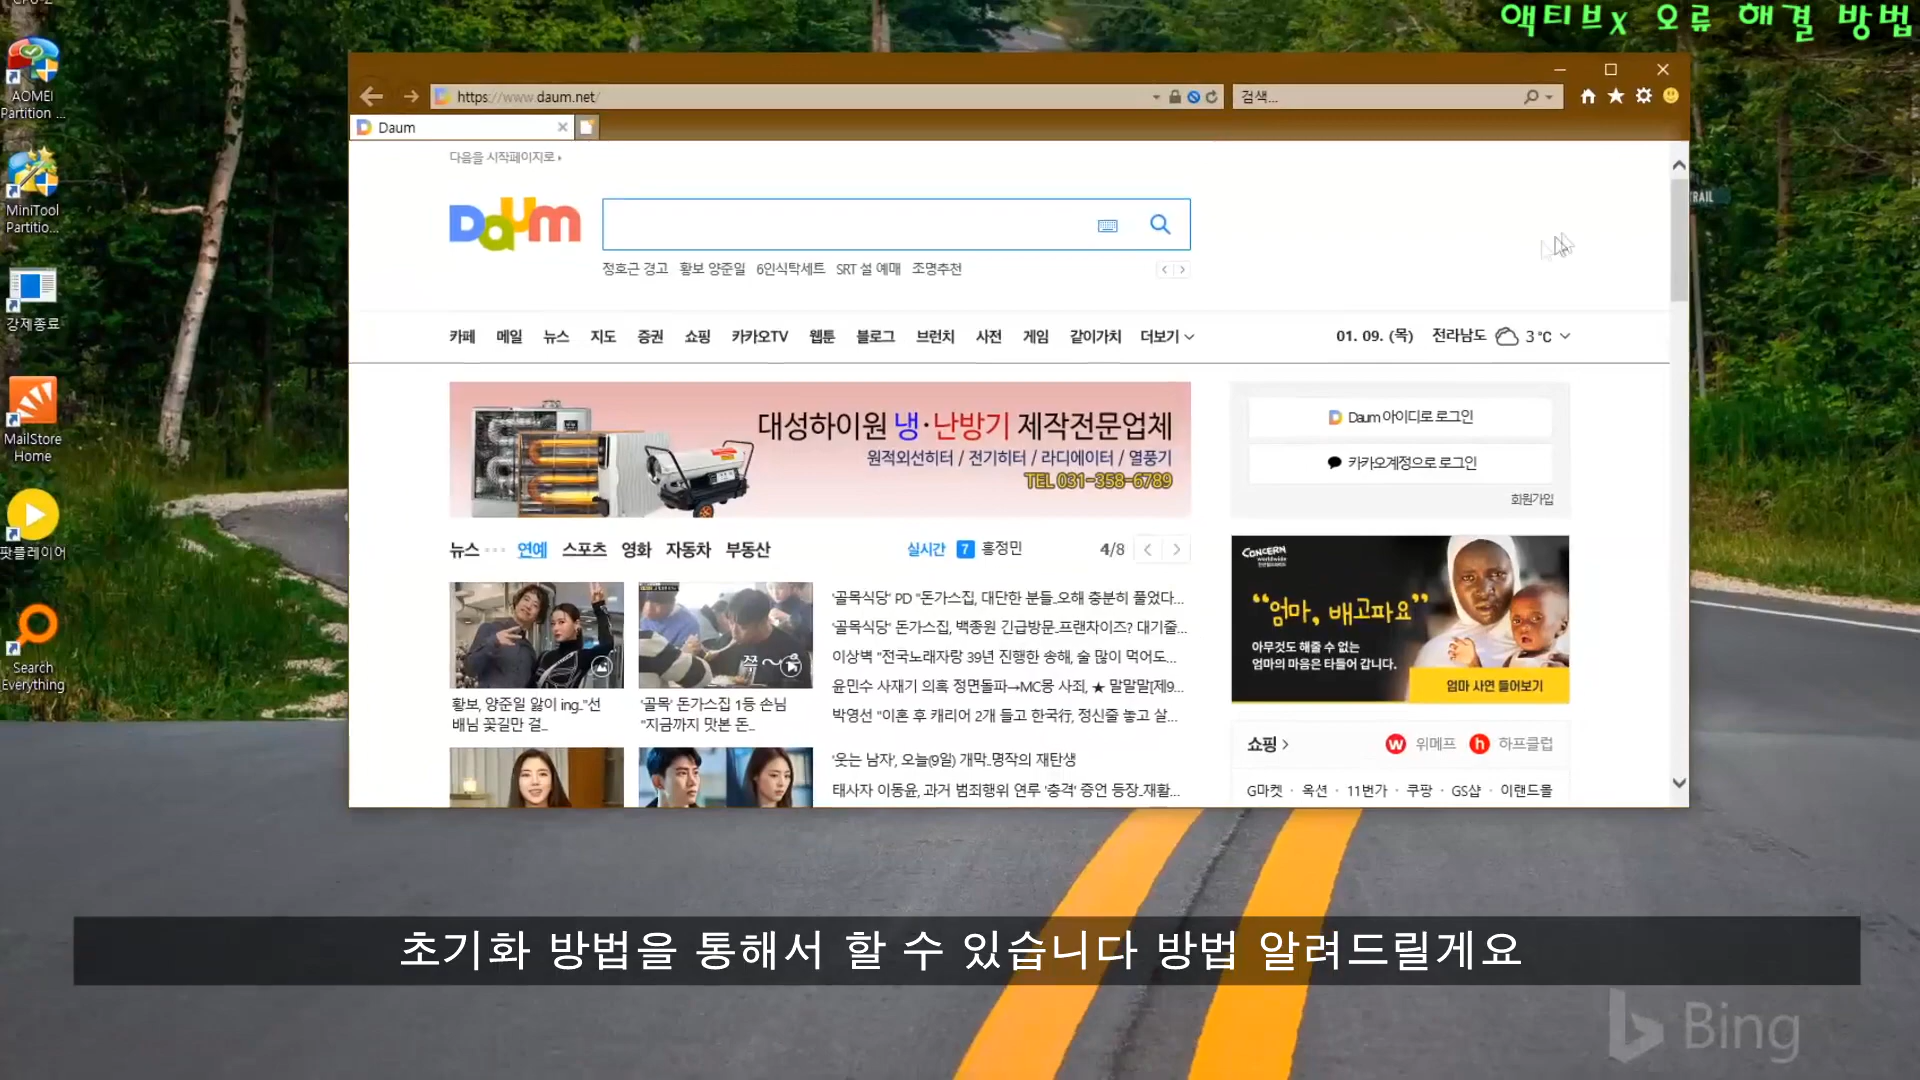 액티브X 오류 해결 방법
AOMEI
Partition ...
MiniTool
Partitio...
강제종료
MailStore
Home
팟플레이어
Search
Everything
https://www.daum.net/
검색...
Daum
다음을 시작페이지로
Daum
정호근 경고 황보 양준일 6인식탁세트 SRT 설 예매 조명추천
카페 메일 뉴스 지도 증권 쇼핑 카카오TV 웹툰 블로그 브런치 사전 게임 같이가치 더보기
01. 09. (목) 전라남도 3 °C
대성하이원 냉·난방기 제작전문업체
원적외선히터 / 전기히터 / 라디에이터 / 열풍기
TEL 031-358-6789
Daum 아이디로 로그인
카카오계정으로 로그인
회원가입
뉴스 연예 스포츠 영화 자동차 부동산
실시간 7 홍정민 4/8
쪽~
황보, 양준일 앓이 ing.."선
배님 꽃길만 걸...
'골목' 돈가스집 1등 손님
"지금까지 맛본 돈...
'골목식당' PD "돈가스집, 대단한 분들..오해 충분히 풀었다...
'골목식당' 돈가스집, 백종원 긴급방문..프랜차이즈? 대기줄...
이상벽 "전국노래자랑 39년 진행한 송해, 술 많이 먹어도...
윤민수 사재기 의혹 정면돌파→MC몽 사죄, ★ 말말말[제9...
박영선 "이혼 후 캐리어 2개 들고 한국行, 정신줄 놓고 살...
'웃는 남자', 오늘(9일) 개막..명작의 재탄생
태사자 이동윤, 과거 범죄행위 연루 '충격' 증언 등장..재활...
CONCERN
worldwide
"엄마, 배고파요"
아무것도 해줄 수 없는
엄마의 마음은 타들어 갑니다.
엄마 사연 들어보기
쇼핑 w 위메프 h 하프클럽
G마켓 · 옥션 · 11번가 · 쿠팡 · GS샵 · 이랜드몰
초기화 방법을 통해서 할 수 있습니다 방법 알려드릴게요
Bing